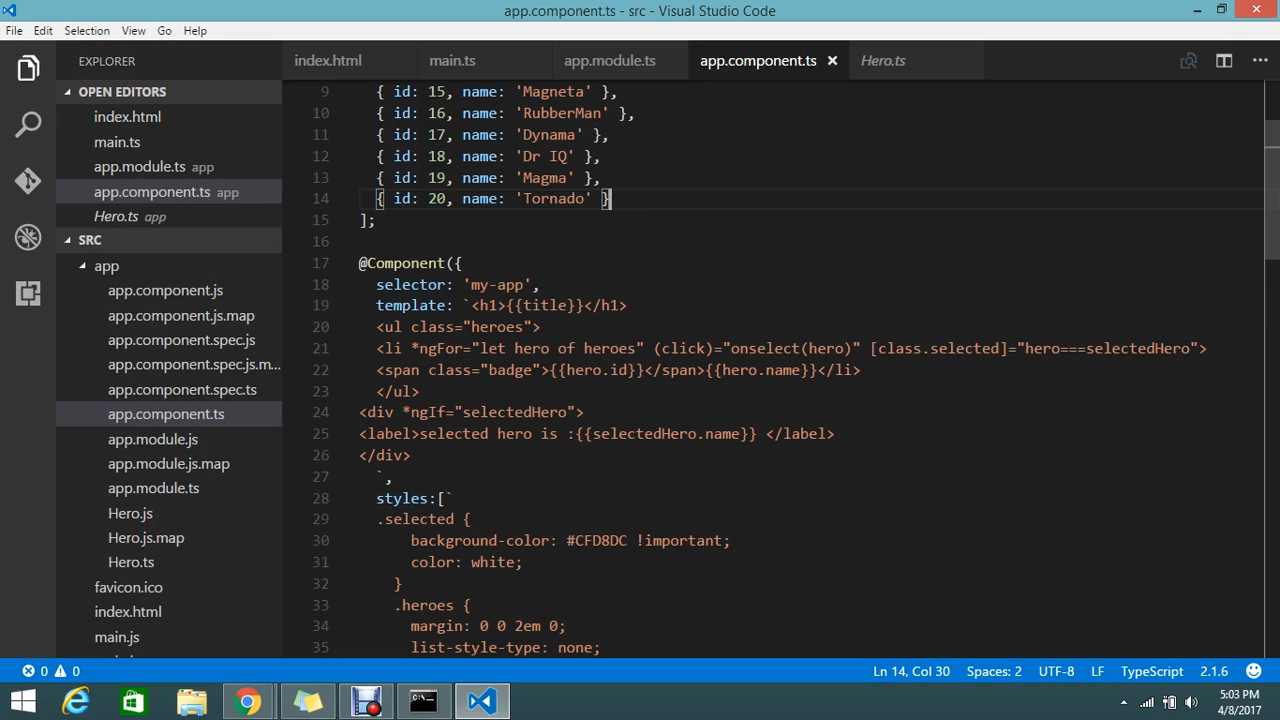 app.component.ts - src - Visual Studio Code
File Edit Selection View Go Help
EXPLORER
OPEN EDITORS
index.html
main.ts
app.module.ts app
app.component.ts app
Hero.ts app
SRC
app
app.component.js
app.component.js.map
app.component.spec.js
app.component.spec.js.m...
app.component.spec.ts
app.component.ts
app.module.js
app.module.js.map
app.module.ts
Hero.js
Hero.js.map
Hero.ts
favicon.ico
index.html
main.js
index.html main.ts app.module.ts app.component.ts Hero.ts
9 { id: 15, name: 'Magneta' },
10 { id: 16, name: 'RubberMan' },
11 { id: 17, name: 'Dynama' },
12 { id: 18, name: 'Dr IQ' },
13 { id: 19, name: 'Magma' },
14 { id: 20, name: 'Tornado' }
15 ];
16
17 @Component({
18 selector: 'my-app',
19 template: `<h1>{{title}}</h1>
20 <ul class="heroes">
21 <li *ngFor="let hero of heroes" (click)="onselect(hero)" [class.selected]="hero===selectedHero">
22 <span class="badge">{{hero.id}}</span>{{hero.name}}</li>
23 </ul>
24 <div *ngIf="selectedHero">
25 <label>selected hero is :{{selectedHero.name}} </label>
26 </div>
27 `,
28 styles:[`
29 .selected {
30 background-color: #CFD8DC !important;
31 color: white;
32 }
33 .heroes {
34 margin: 0 0 2em 0;
35 list-style-type: none;
0 0 Ln 14, Col 30 Spaces: 2 UTF-8 LF TypeScript 2.1.6
5:03 PM
4/8/2017